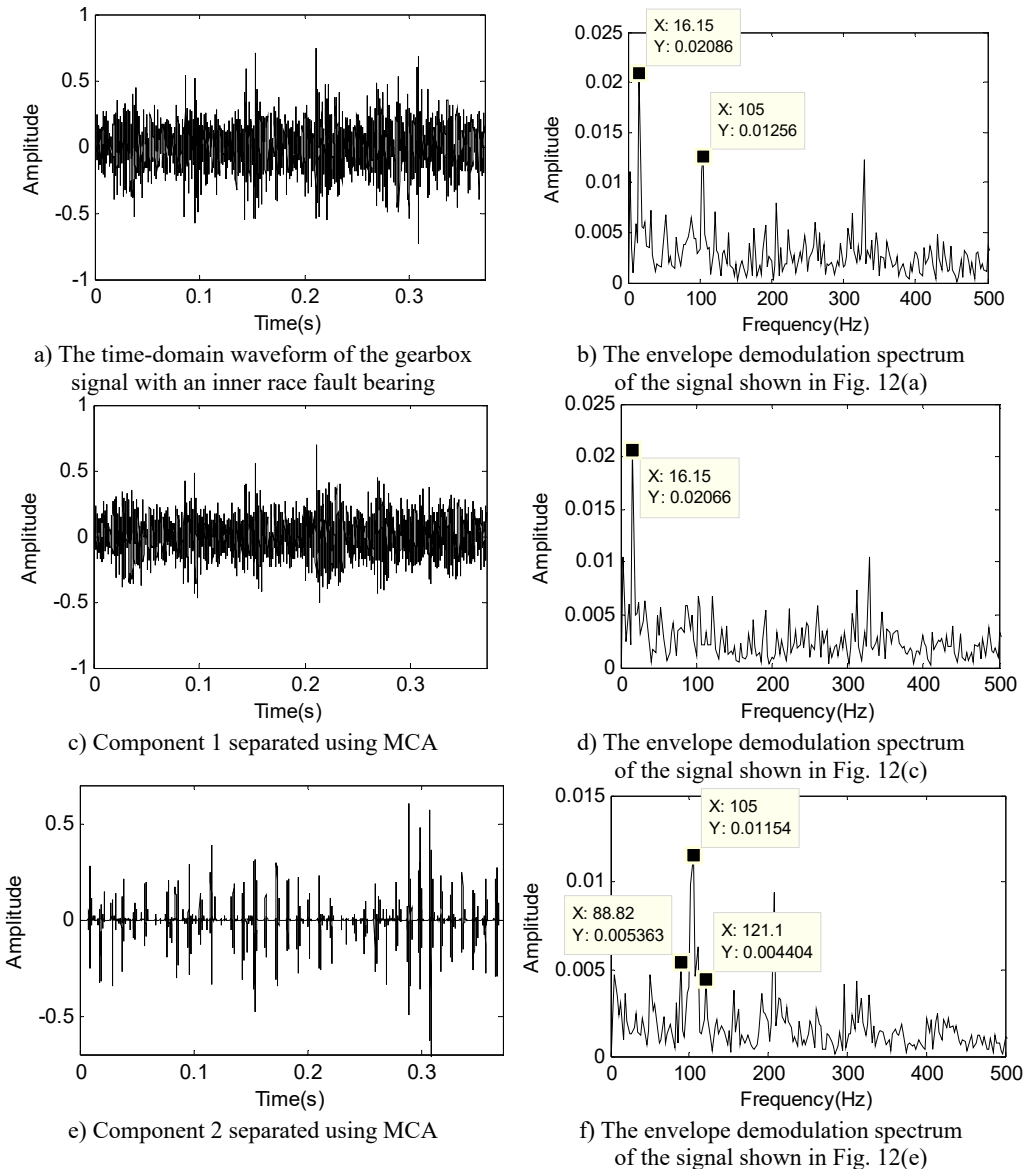 1
0.5
0
-0.5
-1
Amplitude
0 0.1 0.2 0.3
Time(s)
a) The time-domain waveform of the gearbox
signal with an inner race fault bearing
0.025
0.02
0.015
0.01
0.005
0
Amplitude
X: 16.15
Y: 0.02086
X: 105
Y: 0.01256
0 100 200 300 400 500
Frequency(Hz)
b) The envelope demodulation spectrum
of the signal shown in Fig. 12(a)
1
0.5
0
-0.5
-1
Amplitude
0 0.1 0.2 0.3
Time(s)
c) Component 1 separated using MCA
0.025
0.02
0.015
0.01
0.005
0
Amplitude
X: 16.15
Y: 0.02066
0 100 200 300 400 500
Frequency(Hz)
d) The envelope demodulation spectrum
of the signal shown in Fig. 12(c)
0.5
0
-0.5
Amplitude
0 0.1 0.2 0.3
Time(s)
e) Component 2 separated using MCA
0.015
0.01
0.005
0
Amplitude
X: 105
Y: 0.01154
X: 88.82
Y: 0.005363
X: 121.1
Y: 0.004404
0 100 200 300 400 500
Frequency(Hz)
f) The envelope demodulation spectrum
of the signal shown in Fig. 12(e)